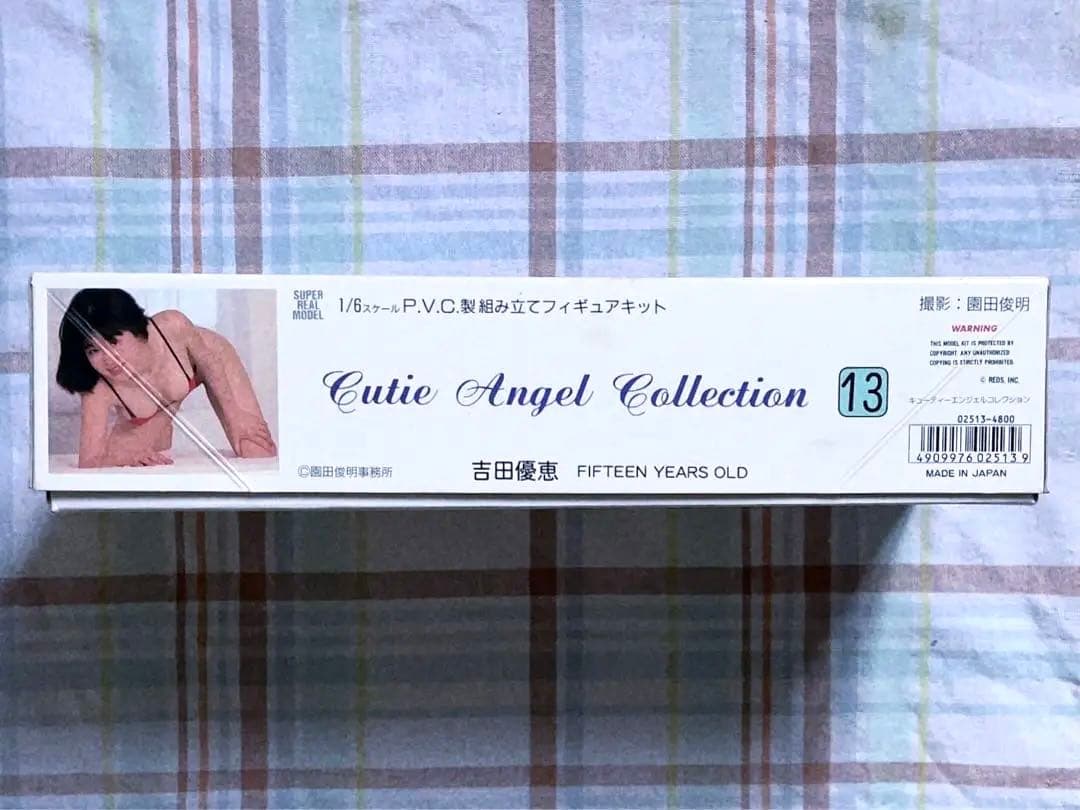 SUPER
REAL
MODEL
1/6スケールP.V.C.製組み立てフィギュアキット
撮影：園田俊明
WARNING
THIS MODEL KIT IS PROTECTED BY
COPYRIGHT. ANY UNAUTHORIZED
COPYING IS STRICTLY PROHIBITED.
© REDS, INC.
Cutie Angel Collection
13
キューティーエンジェルコレクション
02513-4800
4909976025139
MADE IN JAPAN
©園田俊明事務所
吉田優恵 FIFTEEN YEARS OLD